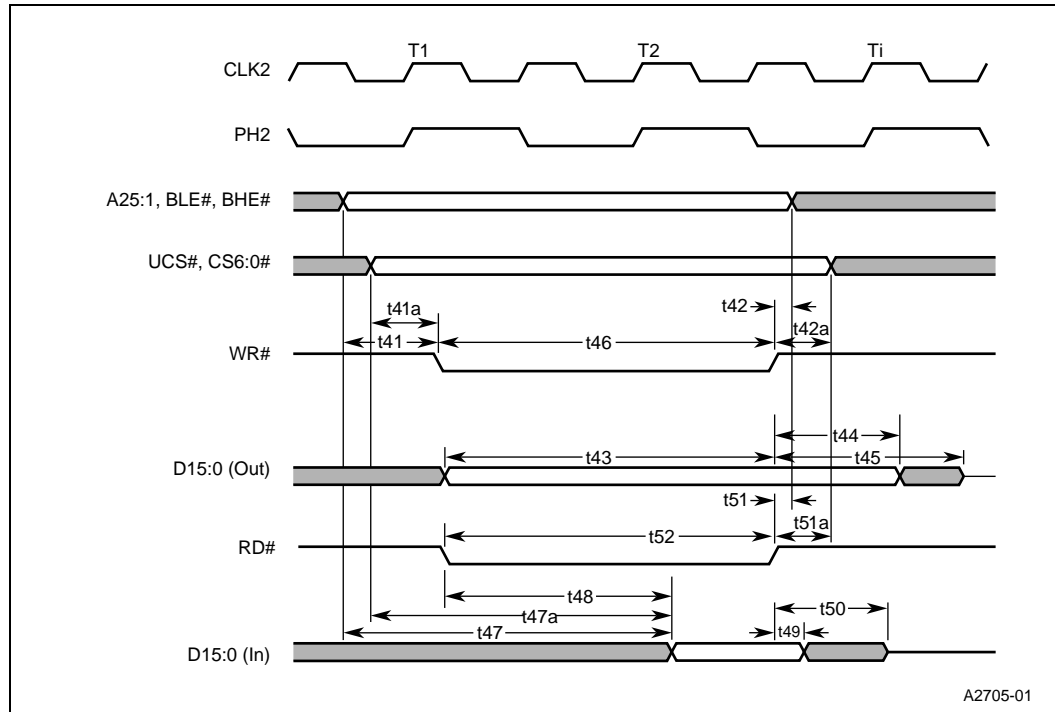 T1
T2
Ti
CLK2
PH2
A25:1, BLE#, BHE#
UCS#, CS6:0#
t41a
t42
t42a
t41
t46
WR#
t44
t43
t45
D15:0 (Out)
t51
t51a
t52
RD#
t48
t50
t47a
t47
t49
D15:0 (In)
A2705-01